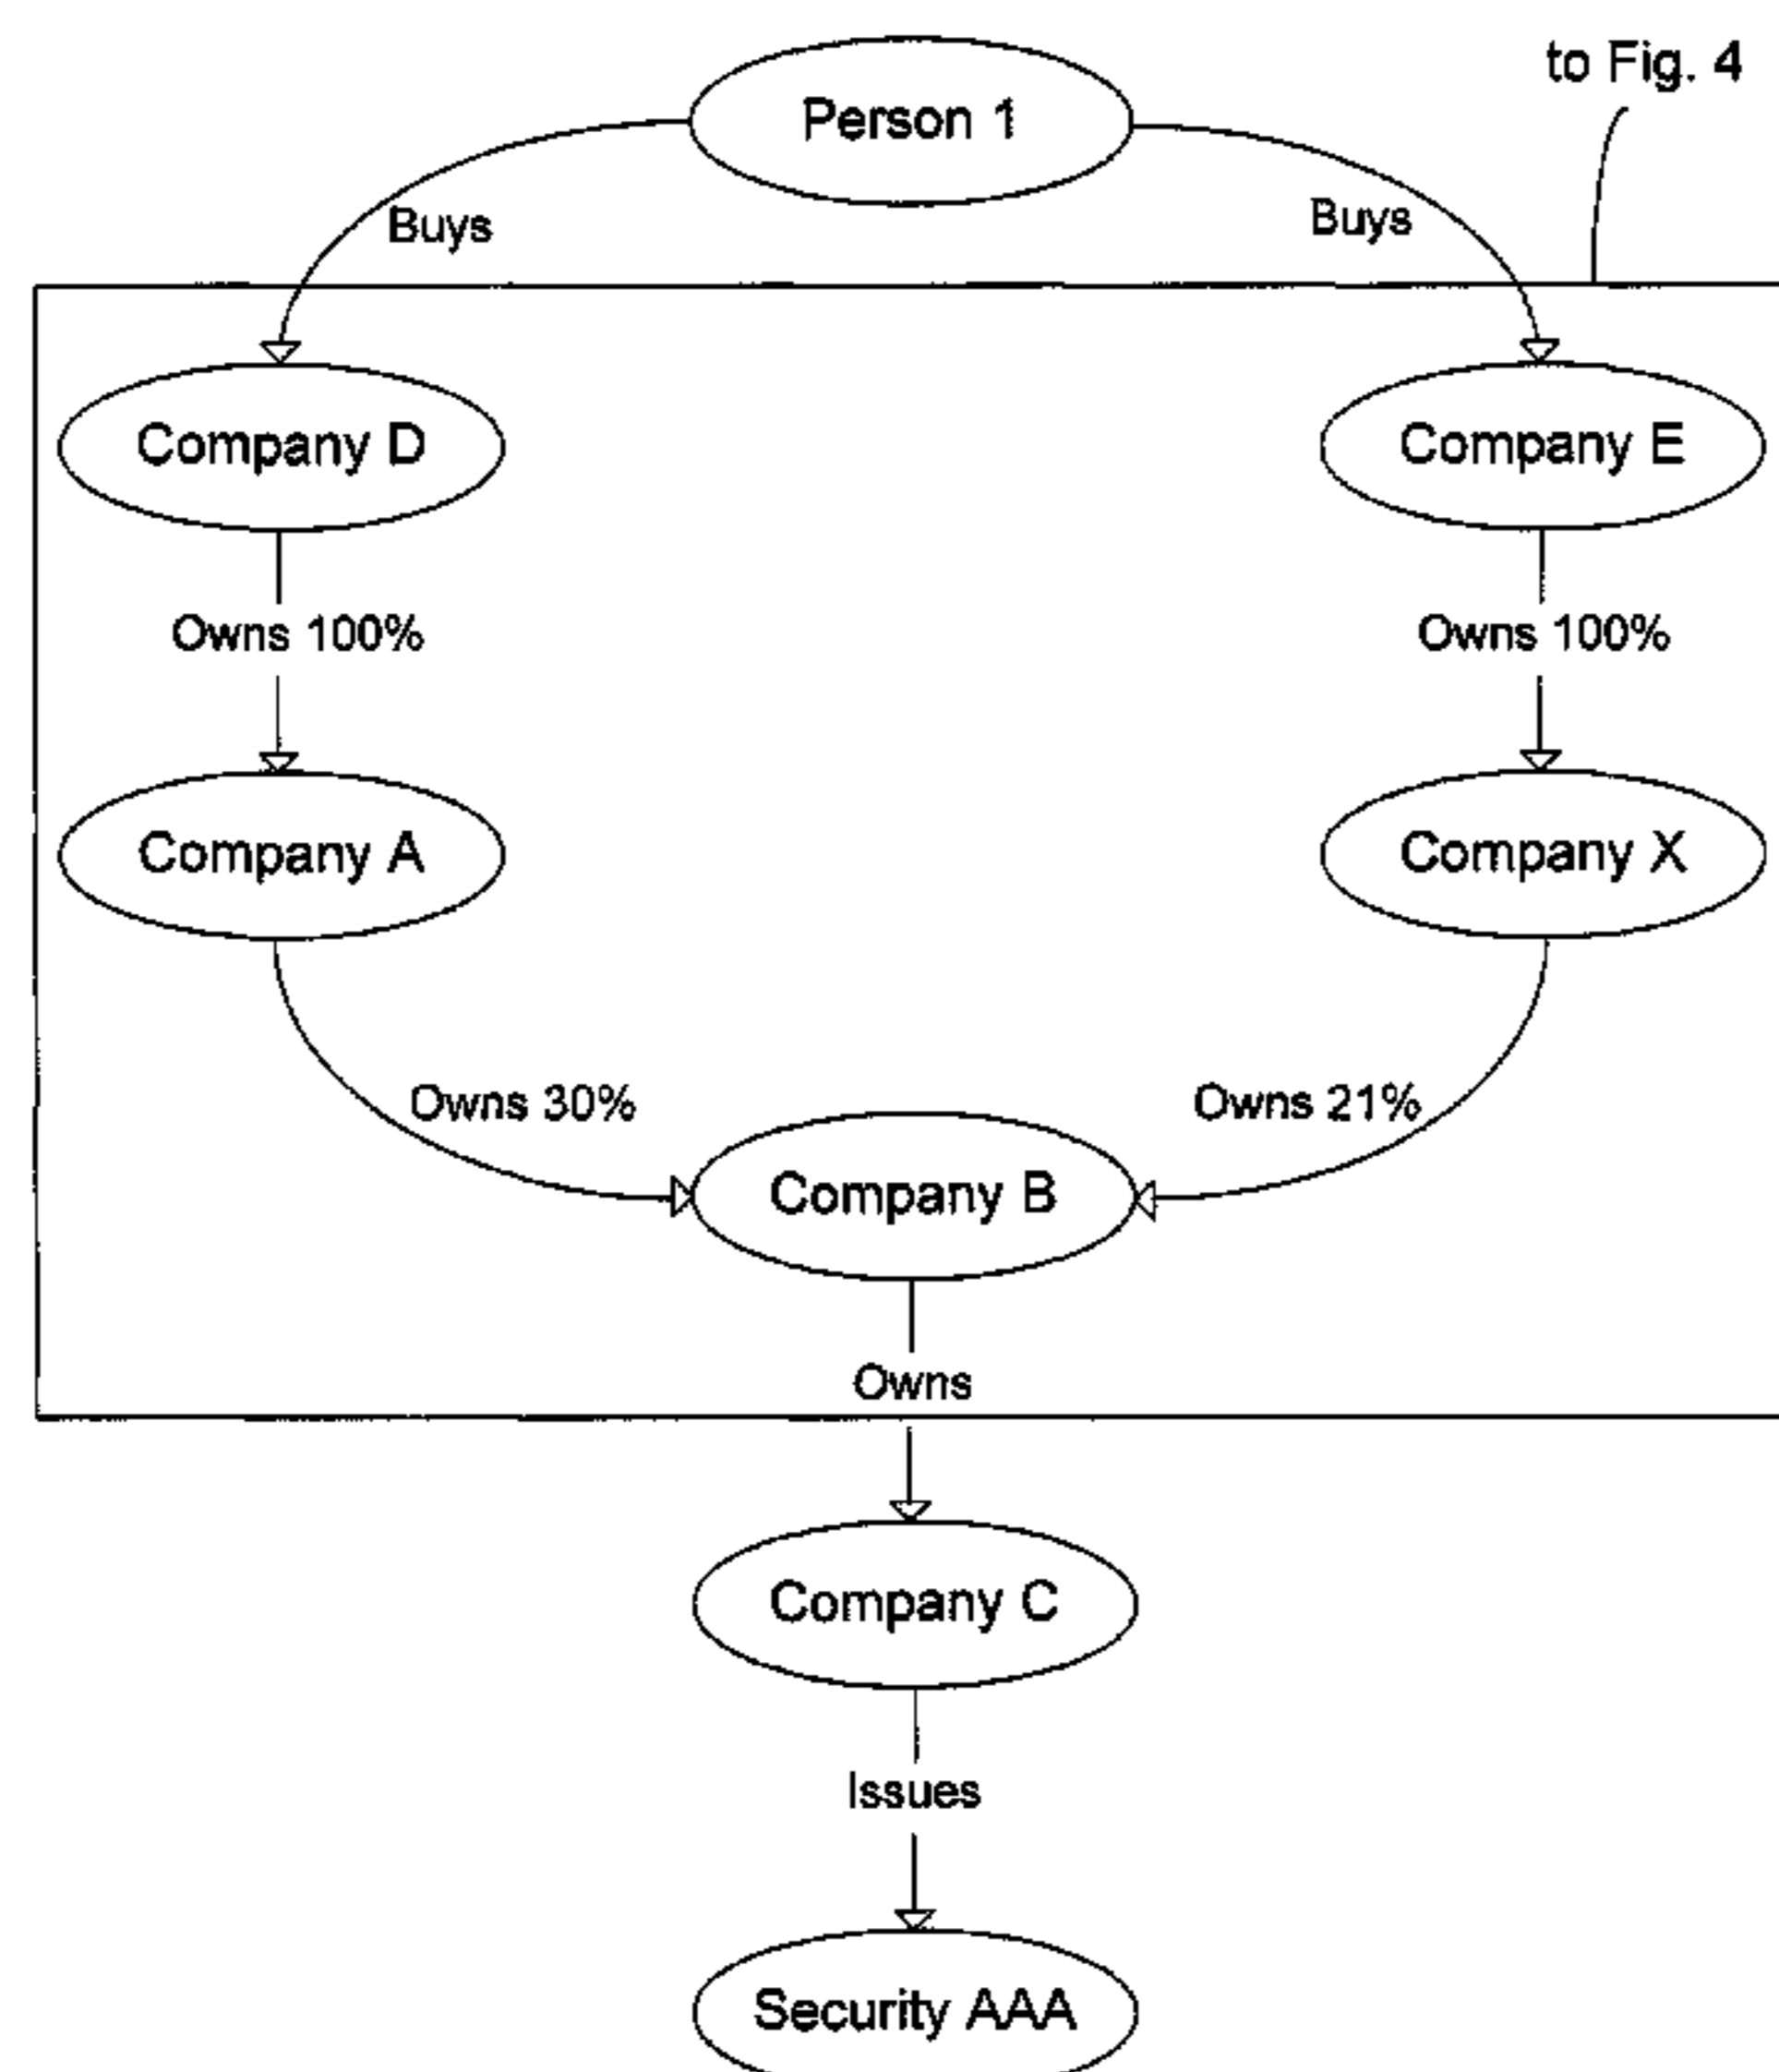 to Fig. 4
Person 1
Buys
Buys
Company D
Company E
Owns 100%
Owns 100%
Company A
Company X
Owns 30%
Owns 21%
Company B
Owns
Company C
Issues
Security AAA